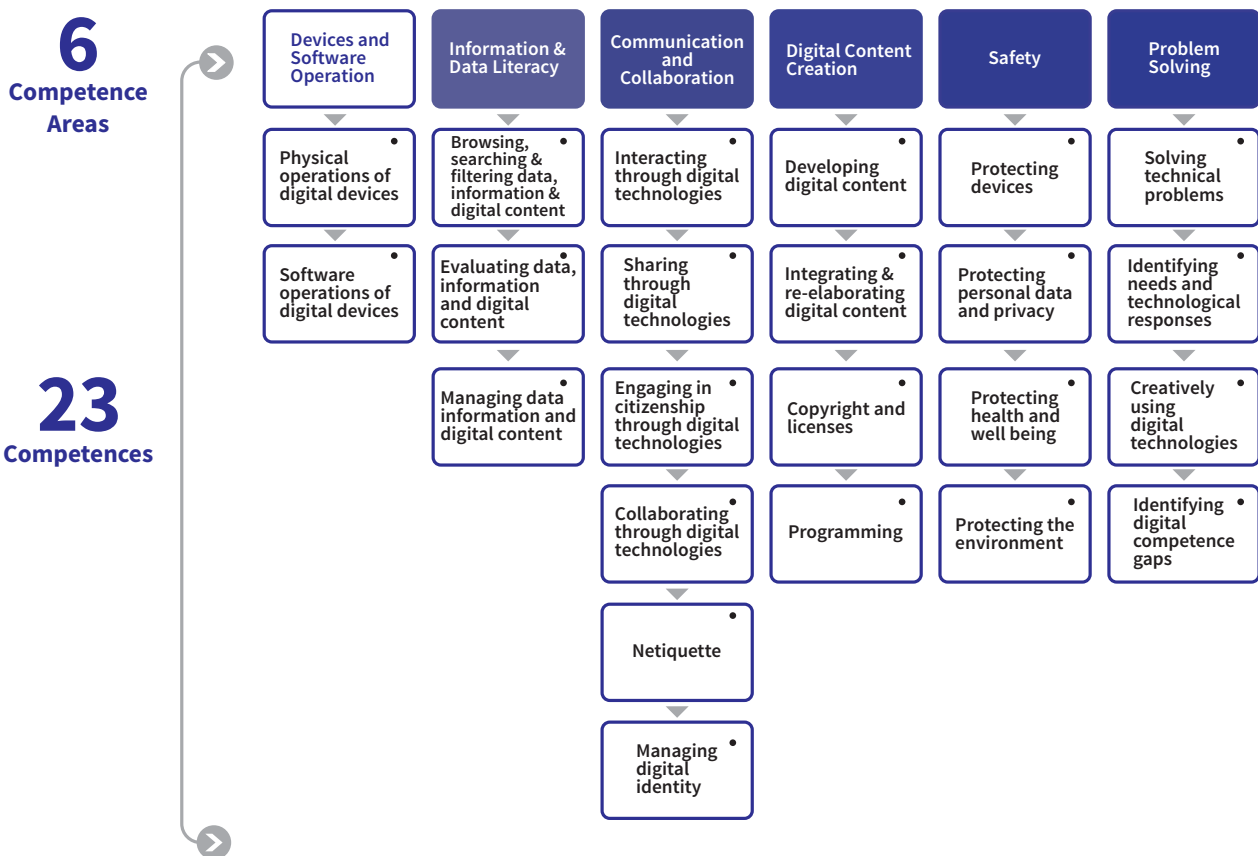 6
Competence
Areas
23
Competences
Devices and
Software
Operation
Physical
operations of
digital devices
Software
operations of
digital devices
Information &
Data Literacy
Browsing,
searching &
filtering data,
information &
digital content
Evaluating data,
information
and digital
content
Managing data
information and
digital content
Communication
and
Collaboration
Interacting
through digital
technologies
Sharing
through
digital
technologies
Engaging in
citizenship
through digital
technologies
Collaborating
through digital
technologies
Netiquette
Managing
digital
identity
Digital Content
Creation
Developing
digital content
Integrating &
re-elaborating
digital content
Copyright and
licenses
Programming
Safety
Protecting
devices
Protecting
personal data
and privacy
Protecting
health and
well being
Protecting the
environment
Problem
Solving
Solving
technical
problems
Identifying
needs and
technological
responses
Creatively
using
digital
technologies
Identifying
digital
competence
gaps